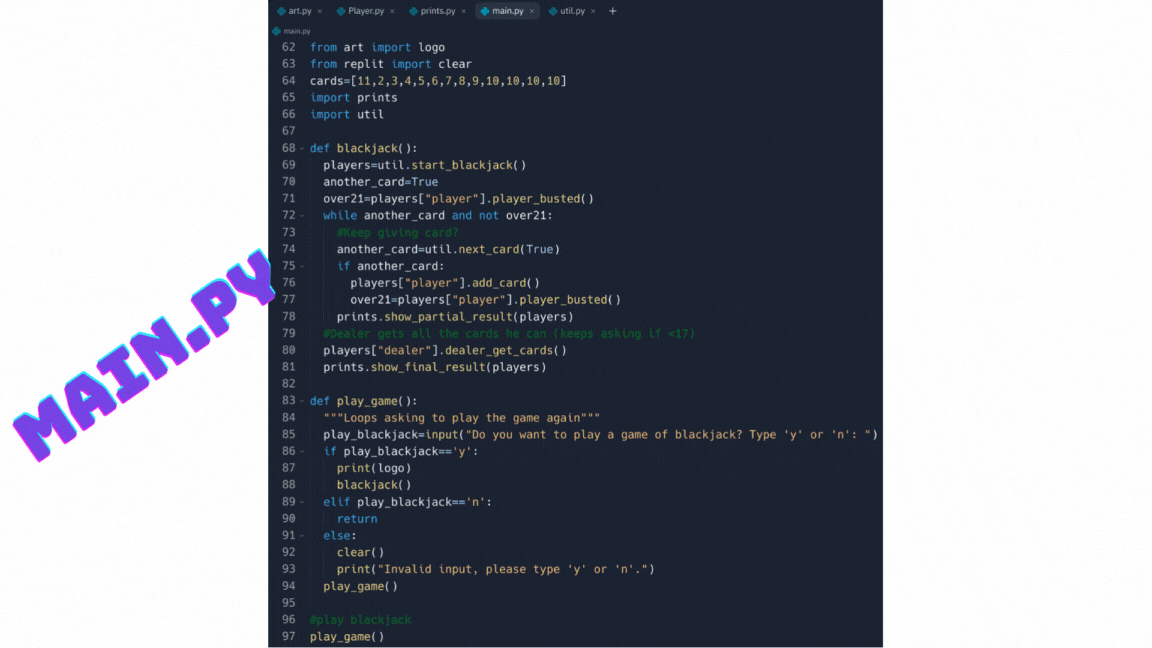 art.py × Player.py × prints.py × main.py × util.py × +
main.py
MAIN.PY
62 from art import logo
63 from replit import clear
64 cards=[11,2,3,4,5,6,7,8,9,10,10,10,10]
65 import prints
66 import util
67
68 def blackjack():
69 players=util.start_blackjack()
70 another_card=True
71 over21=players["player"].player_busted()
72 while another_card and not over21:
73 #Keep giving card?
74 another_card=util.next_card(True)
75 if another_card:
76 players["player"].add_card()
77 over21=players["player"].player_busted()
78 prints.show_partial_result(players)
79 #Dealer gets all the cards he can (keeps asking if <17)
80 players["dealer"].dealer_get_cards()
81 prints.show_final_result(players)
82
83 def play_game():
84 """Loops asking to play the game again"""
85 play_blackjack=input("Do you want to play a game of blackjack? Type 'y' or 'n': ")
86 if play_blackjack=='y':
87 print(logo)
88 blackjack()
89 elif play_blackjack=='n':
90 return
91 else:
92 clear()
93 print("Invalid input, please type 'y' or 'n'.")
94 play_game()
95
96 #play blackjack
97 play_game()